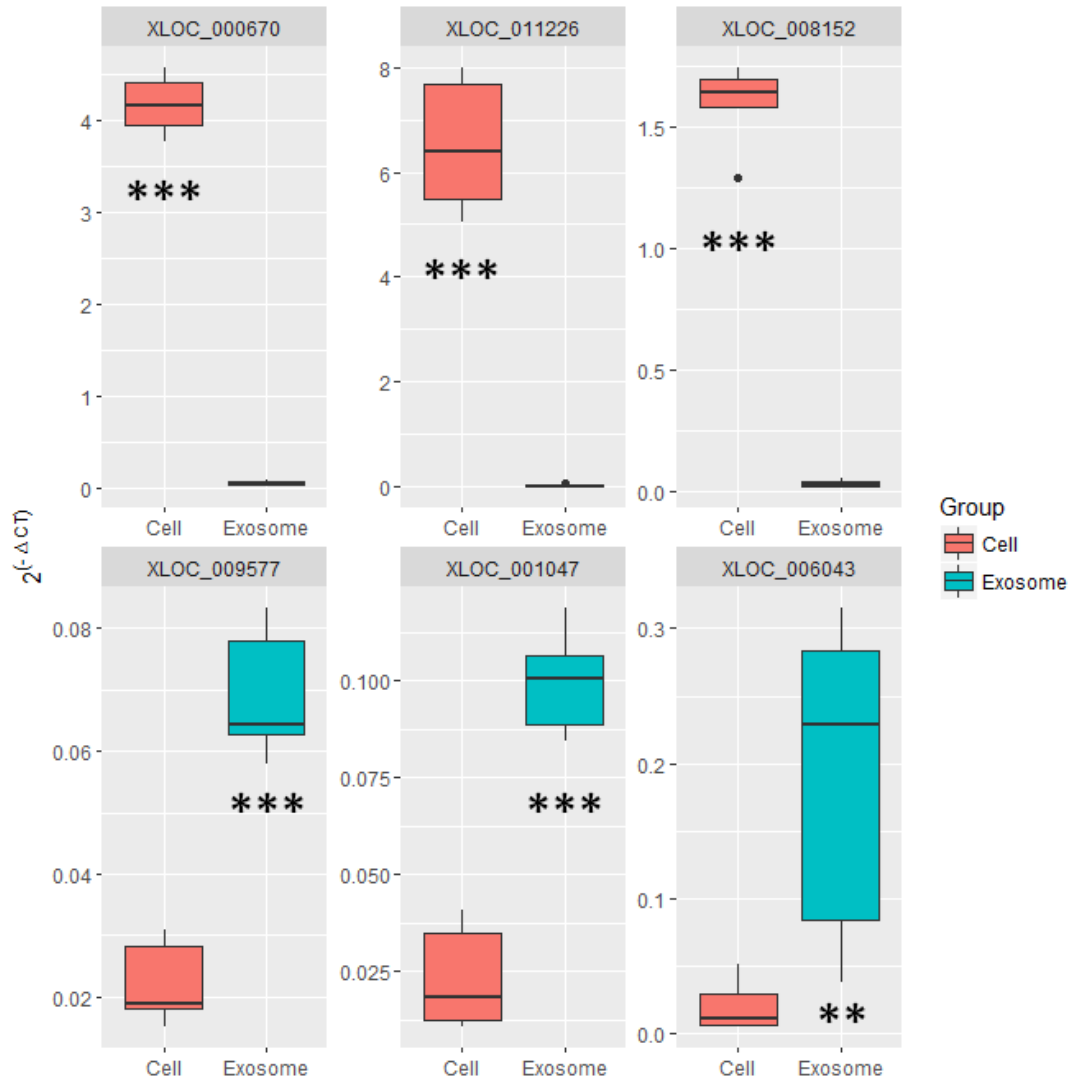 XLOC_000670
XLOC_011226
XLOC_008152
4
3
2
1
0
8
6
4
2
0
1.5
1.0
0.5
0.0
***
***
***
Cell
Exosome
Cell
Exosome
Cell
Exosome
2^(- Δ CT)
XLOC_009577
XLOC_001047
XLOC_006043
0.08
0.06
0.04
0.02
0.100
0.075
0.050
0.025
0.3
0.2
0.1
0.0
***
***
**
Cell
Exosome
Cell
Exosome
Cell
Exosome
Group
Cell
Exosome